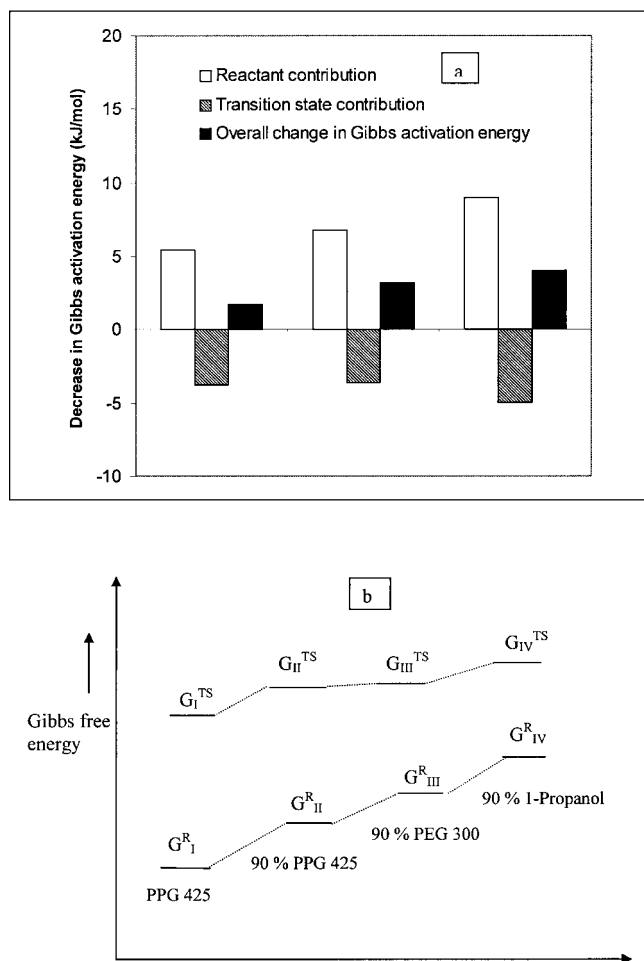 20
15
10
5
0
-5
-10
Decrease in Gibbs activation energy (kJ/mol)
a
Reactant contribution
Transition state contribution
Overall change in Gibbs activation energy
b
Gibbs free
energy
G_I^TS
G_II^TS
G_III^TS
G_IV^TS
G^R_I
G^R_II
G^R_III
G^R_IV
PPG 425
90 % PPG 425
90 % PEG 300
90 % 1-Propanol